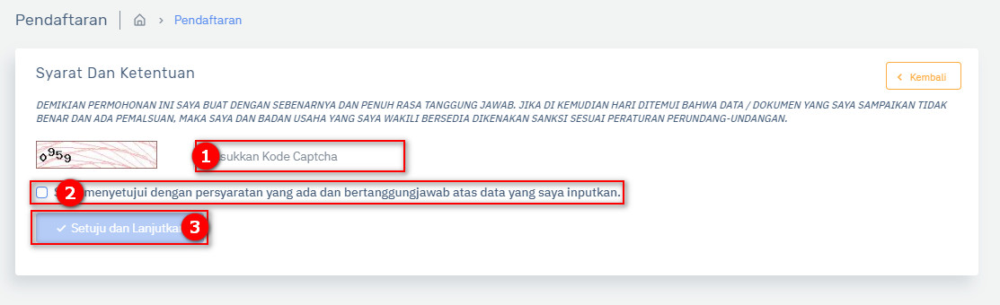 Pendaftaran
Pendaftaran
Syarat Dan Ketentuan
Kembali
DEMIKIAN PERMOHONAN INI SAYA BUAT DENGAN SEBENARNYA DAN PENUH RASA TANGGUNG JAWAB. JIKA DI KEMUDIAN HARI DITEMUI BAHWA DATA / DOKUMEN YANG SAYA SAMPAIKAN TIDAK
BENAR DAN ADA PEMALSUAN, MAKA SAYA DAN BADAN USAHA YANG SAYA WAKILI BERSEDIA DIKENAKAN SANKSI SESUAI PERATURAN PERUNDANG-UNDANGAN.
0959
1
sukkan Kode Captcha
2
menyetujui dengan persyaratan yang ada dan bertanggungjawab atas data yang saya inputkan.
Setuju dan Lanjutka
3